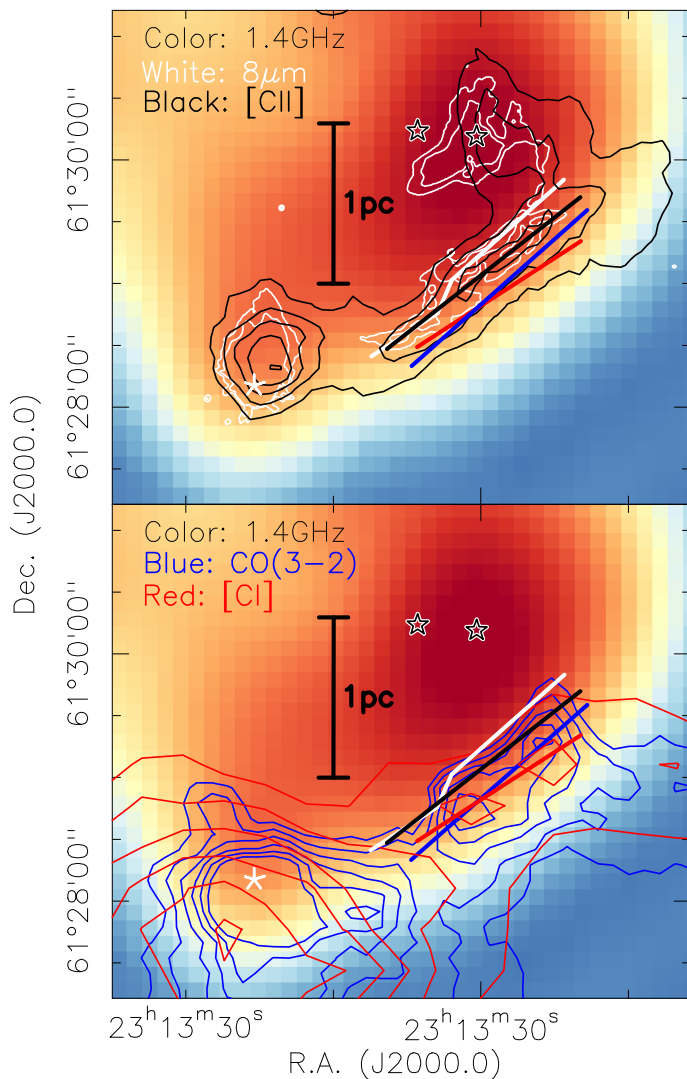 Color: 1.4GHz
White: 8μm
Black: [CII]
1pc
61°30'00"
61°28'00"
Color: 1.4GHz
Blue: CO(3−2)
Red: [CI]
1pc
61°30'00"
61°28'00"
Dec. (J2000.0)
23ʰ13ᵐ30ˢ
23ʰ13ᵐ00ˢ
R.A. (J2000.0)